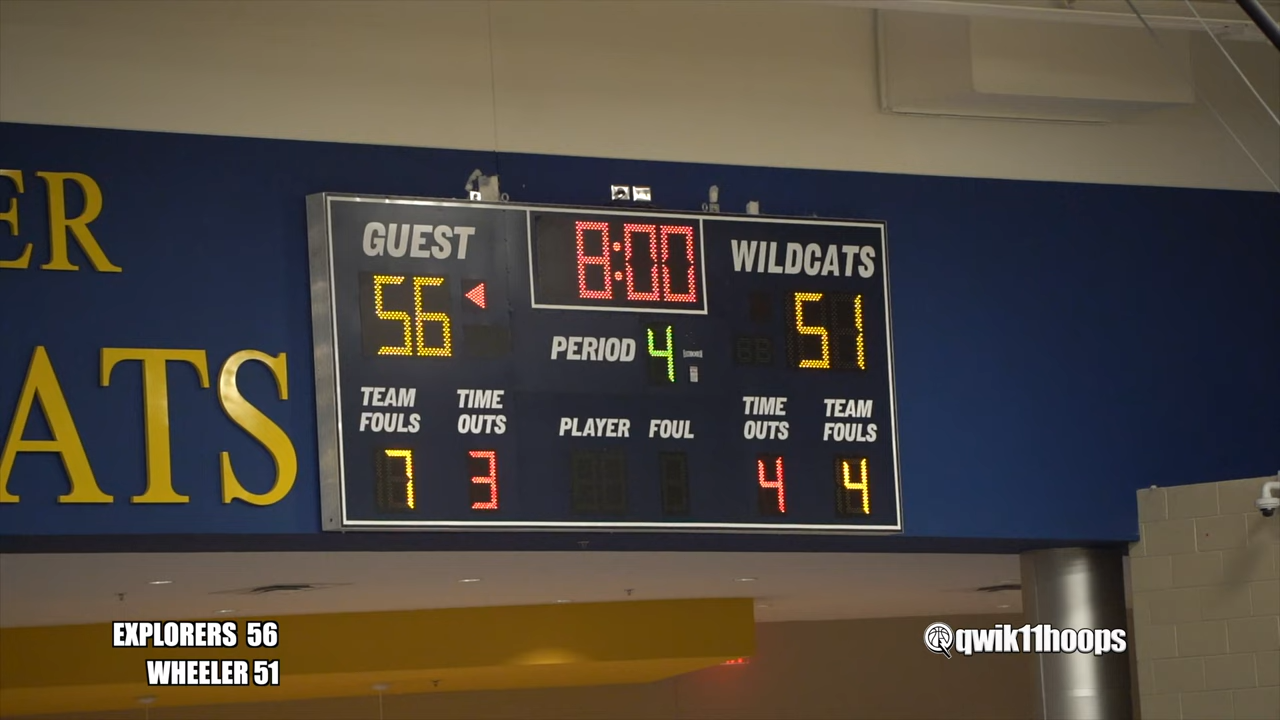 ER
ATS
GUEST 8:00 WILDCATS
56 51
PERIOD 4
TEAM FOULS TIME OUTS PLAYER FOUL TIME OUTS TEAM FOULS
7 3 4 4
EXPLORERS 56
WHEELER 51
@qwik11hoops